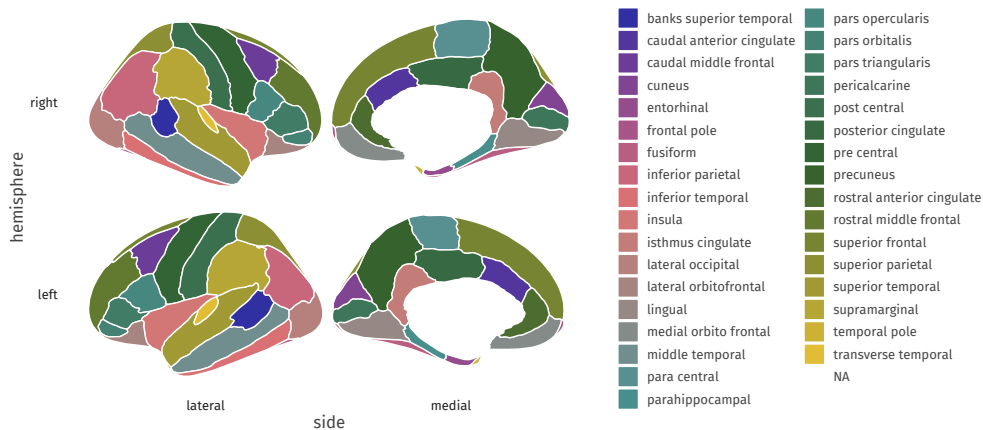 right
left
hemisphere
lateral
medial
side
banks superior temporal
caudal anterior cingulate
caudal middle frontal
cuneus
entorhinal
frontal pole
fusiform
inferior parietal
inferior temporal
insula
isthmus cingulate
lateral occipital
lateral orbitofrontal
lingual
medial orbito frontal
middle temporal
para central
parahippocampal
pars opercularis
pars orbitalis
pars triangularis
pericalcarine
post central
posterior cingulate
pre central
precuneus
rostral anterior cingulate
rostral middle frontal
superior frontal
superior parietal
superior temporal
supramarginal
temporal pole
transverse temporal
NA